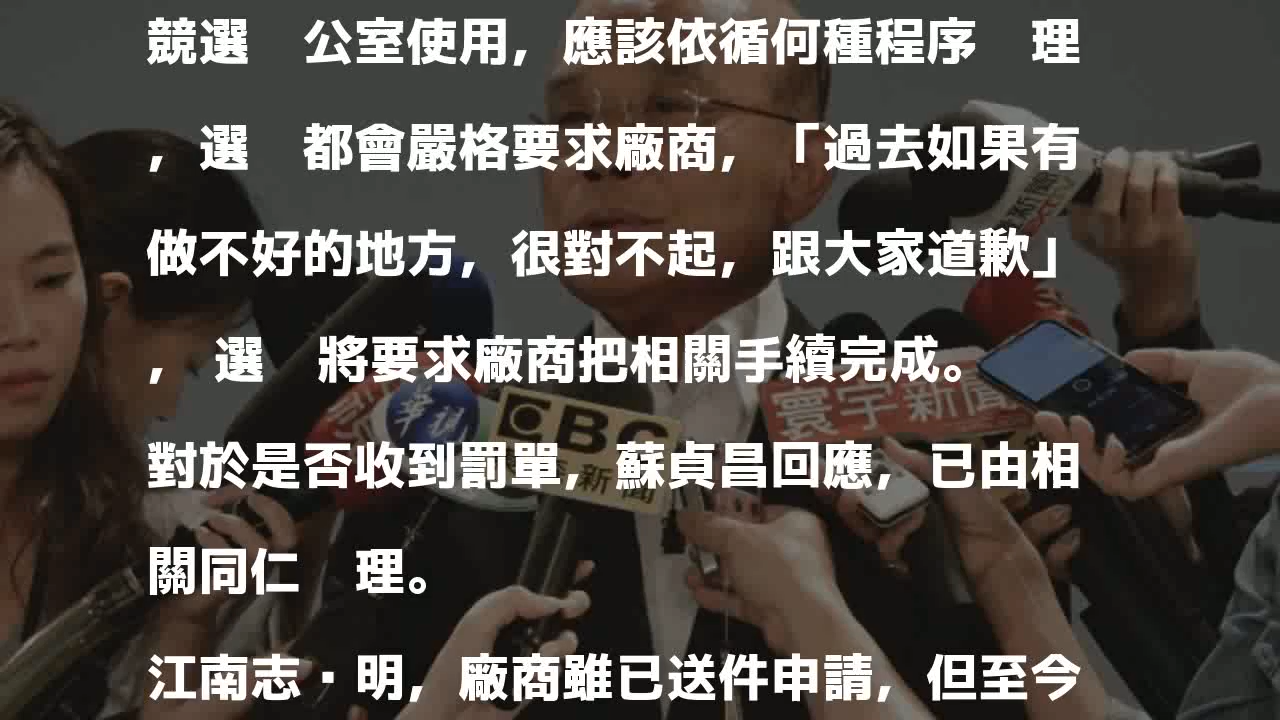 競選 公室使用，應該依循何種程序 理
，選 都會嚴格要求廠商，「過去如果有
做不好的地方，很對不起，跟大家道歉」
， 選 將要求廠商把相關手續完成。
對於是否收到罰單，蘇貞昌回應，已由相
關同仁 理。
江南志·明，廠商雖已送件申請，但至今
華視
CBC
新聞
寰宇新聞